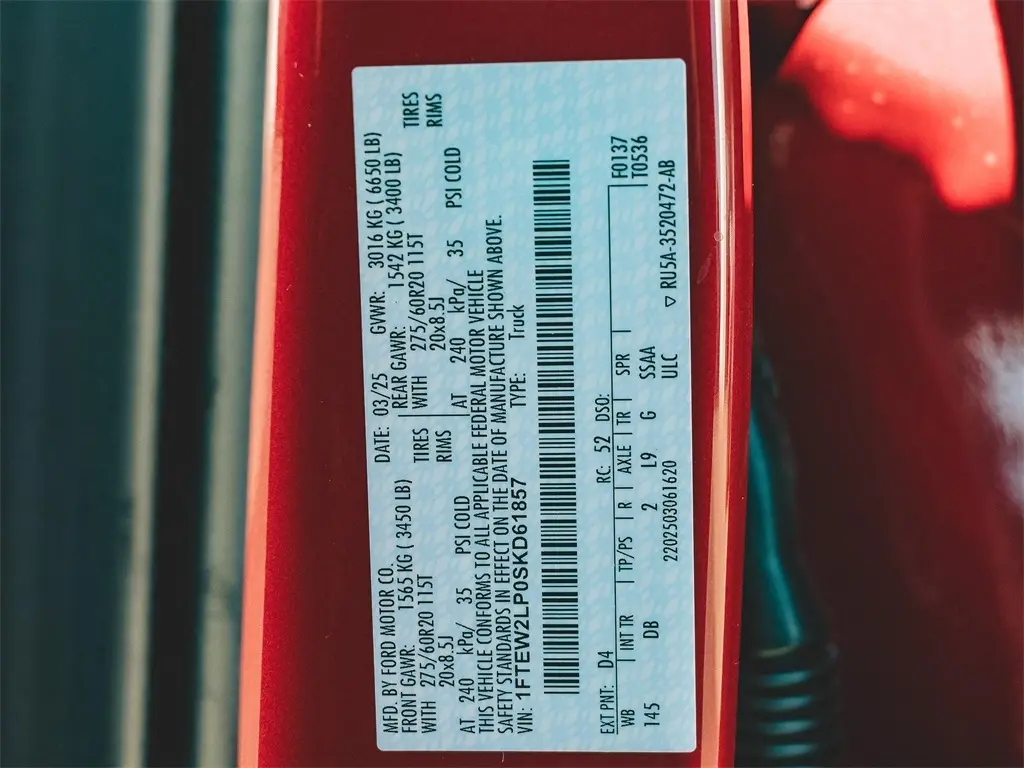 MFD. BY FORD MOTOR CO. DATE: 03/25 GVWR: 3016 KG ( 6650 LB)
FRONT GAWR: 1565 KG ( 3450 LB) REAR GAWR: 1542 KG ( 3400 LB)
WITH 275/60R20 115T TIRES WITH 275/60R20 115T TIRES
20x8.5J RIMS 20x8.5J RIMS
AT 240 kPa/ 35 PSI COLD AT 240 kPa/ 35 PSI COLD
THIS VEHICLE CONFORMS TO ALL APPLICABLE FEDERAL MOTOR VEHICLE
SAFETY STANDARDS IN EFFECT ON THE DATE OF MANUFACTURE SHOWN ABOVE.
VIN: 1FTEW2LP0SKD61857 TYPE: Truck
EXT PNT: D4 RC: 52 DSO: F0137
WB INT TR TP/PS R AXLE TR SPR T0536
145 DB 2 L9 G SSAA
2202503061620 ULC ▽ RU5A-3520472-AB